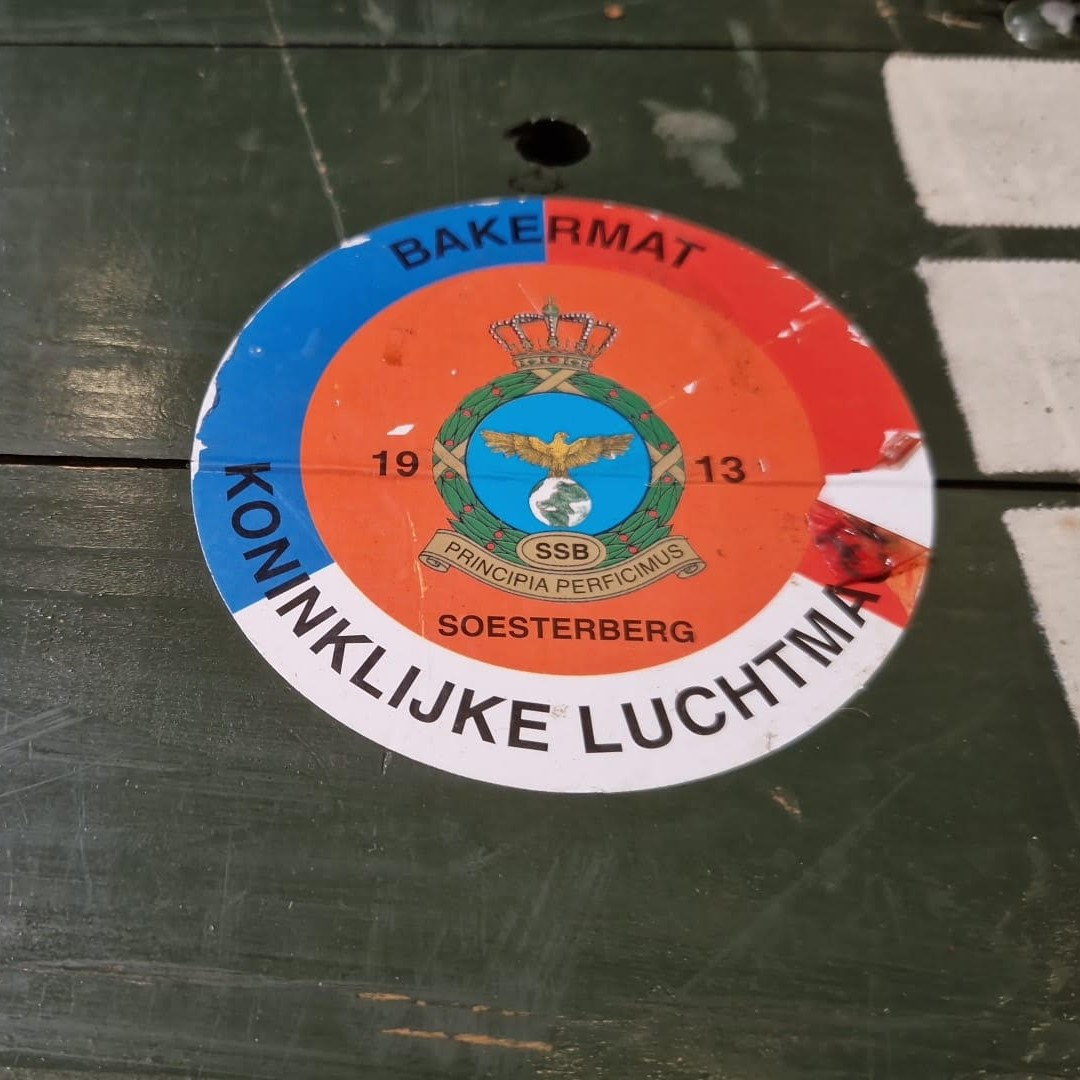 BAKERMAT
19 13
SSB
PRINCIPIA PERFICIMUS
SOESTERBERG
KONINKLIJKE LUCHTMA